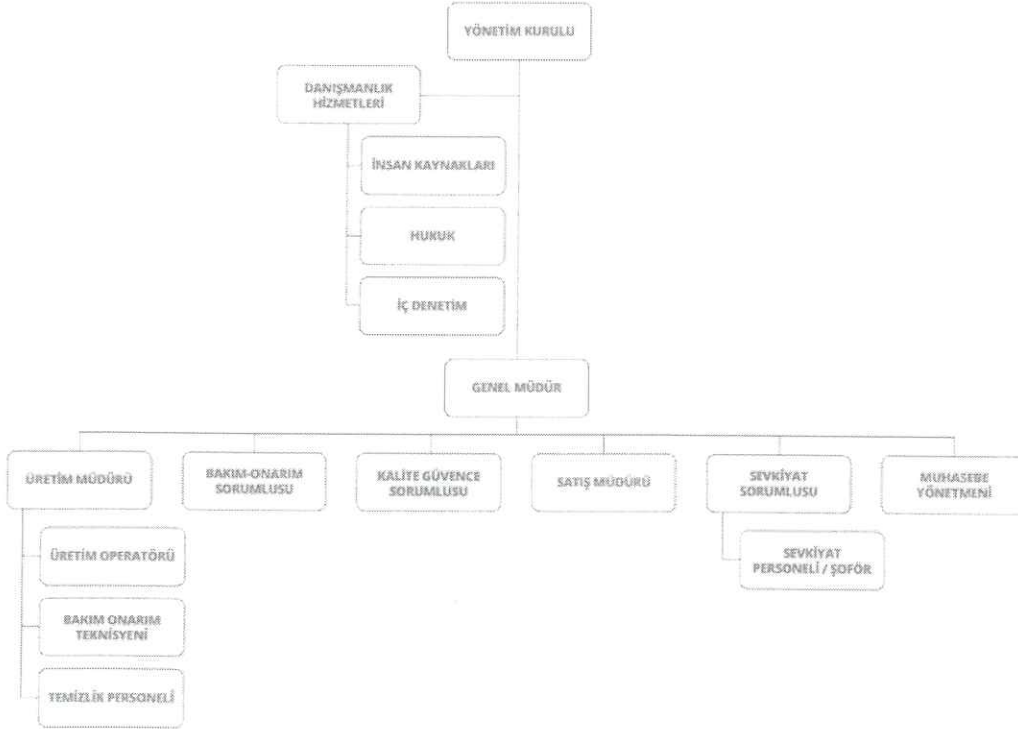 YÖNETİM KURULU
DANIŞMANLIK
HİZMETLERİ
İNSAN KAYNAKLARI
HUKUK
İÇ DENETİM
GENEL MÜDÜR
ÜRETİM MÜDÜRÜ
BAKIM-ONARIM
SORUMLUSU
KALİTE GÜVENCE
SORUMLUSU
SATIŞ MÜDÜRÜ
SEVKİYAT
SORUMLUSU
MUHASEBE
YÖNETMENİ
ÜRETİM OPERATÖRÜ
SEVKİYAT
PERSONELİ / ŞOFÖR
BAKIM ONARIM
TEKNİSYENİ
TEMİZLİK PERSONELİ